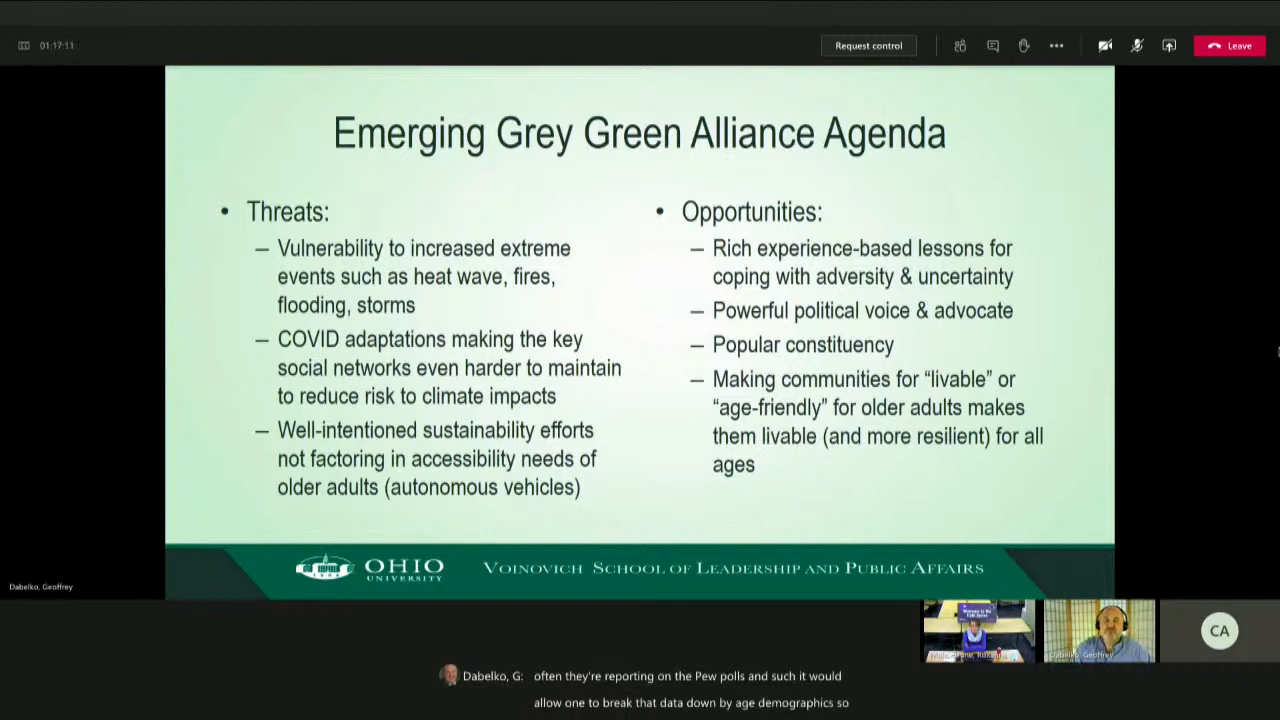 01:17:11
Request control
Leave
Emerging Grey Green Alliance Agenda
• Threats:
– Vulnerability to increased extreme
events such as heat wave, fires,
flooding, storms
– COVID adaptations making the key
social networks even harder to maintain
to reduce risk to climate impacts
– Well-intentioned sustainability efforts
not factoring in accessibility needs of
older adults (autonomous vehicles)
• Opportunities:
– Rich experience-based lessons for
coping with adversity & uncertainty
– Powerful political voice & advocate
– Popular constituency
– Making communities for “livable” or
“age-friendly” for older adults makes
them livable (and more resilient) for all
ages
OHIO
UNIVERSITY
VOINOVICH SCHOOL OF LEADERSHIP AND PUBLIC AFFAIRS
Dabelko, Geoffrey
Welcome to the
Dabelko, Geoffrey
CA
Dabelko, G: often they're reporting on the Pew polls and such it would
allow one to break that data down by age demographics so